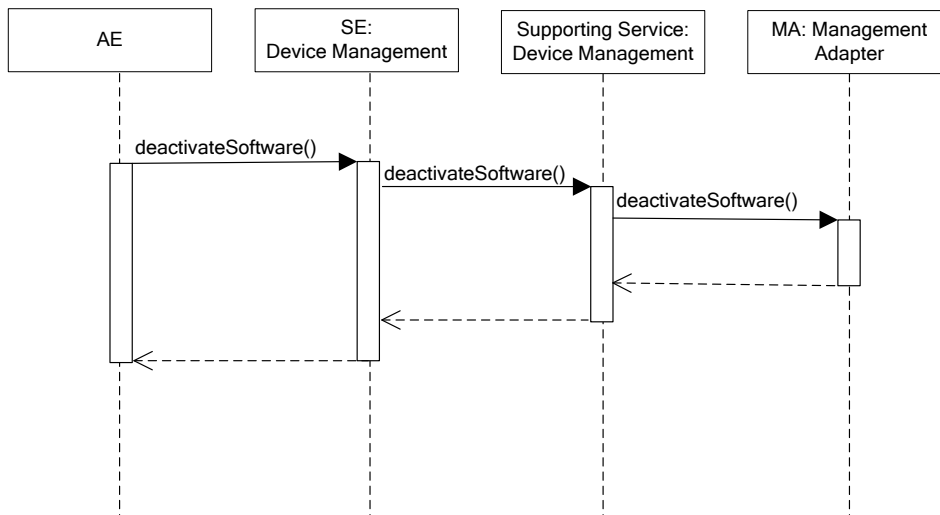 AE
SE:
Device Management
Supporting Service:
Device Management
MA: Management
Adapter
deactivateSoftware()
deactivateSoftware()
deactivateSoftware()